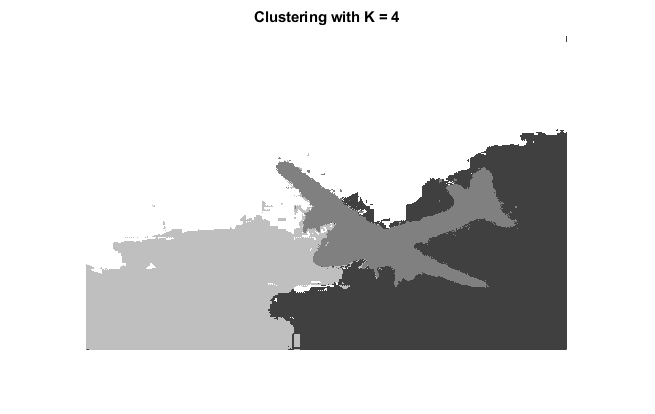 Clustering with K = 4